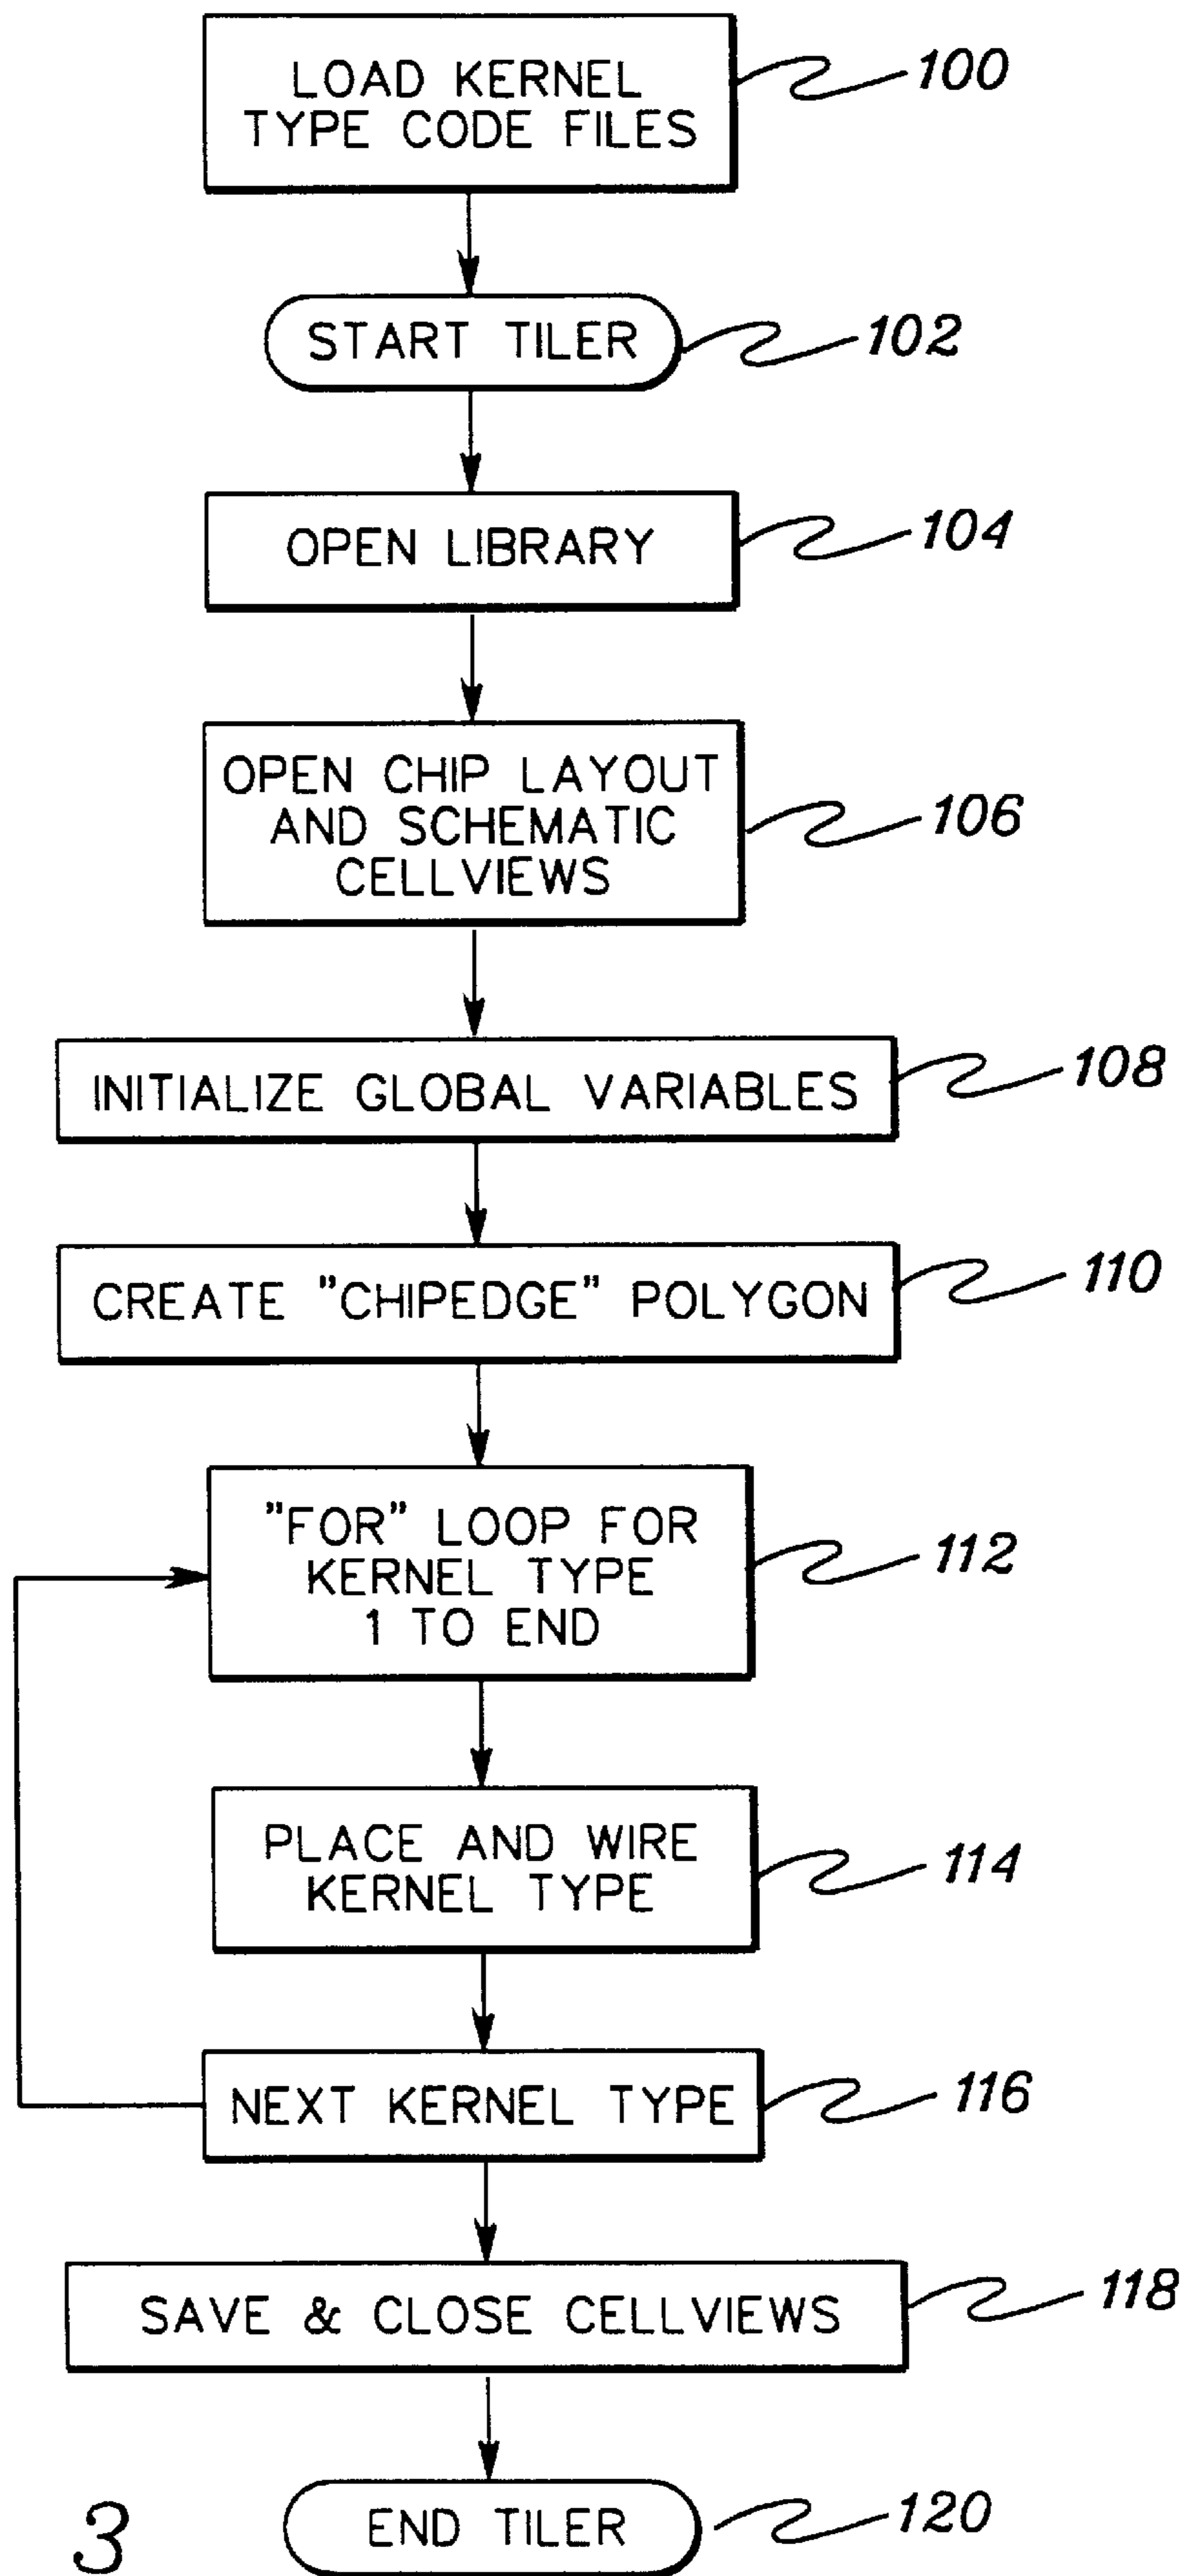 LOAD KERNEL
TYPE CODE FILES
100
START TILER
102
OPEN LIBRARY
104
OPEN CHIP LAYOUT
AND SCHEMATIC
CELLVIEWS
106
INITIALIZE GLOBAL VARIABLES
108
CREATE "CHIPEDGE" POLYGON
110
"FOR" LOOP FOR
KERNEL TYPE
1 TO END
112
PLACE AND WIRE
KERNEL TYPE
114
NEXT KERNEL TYPE
116
SAVE & CLOSE CELLVIEWS
118
END TILER
120
3